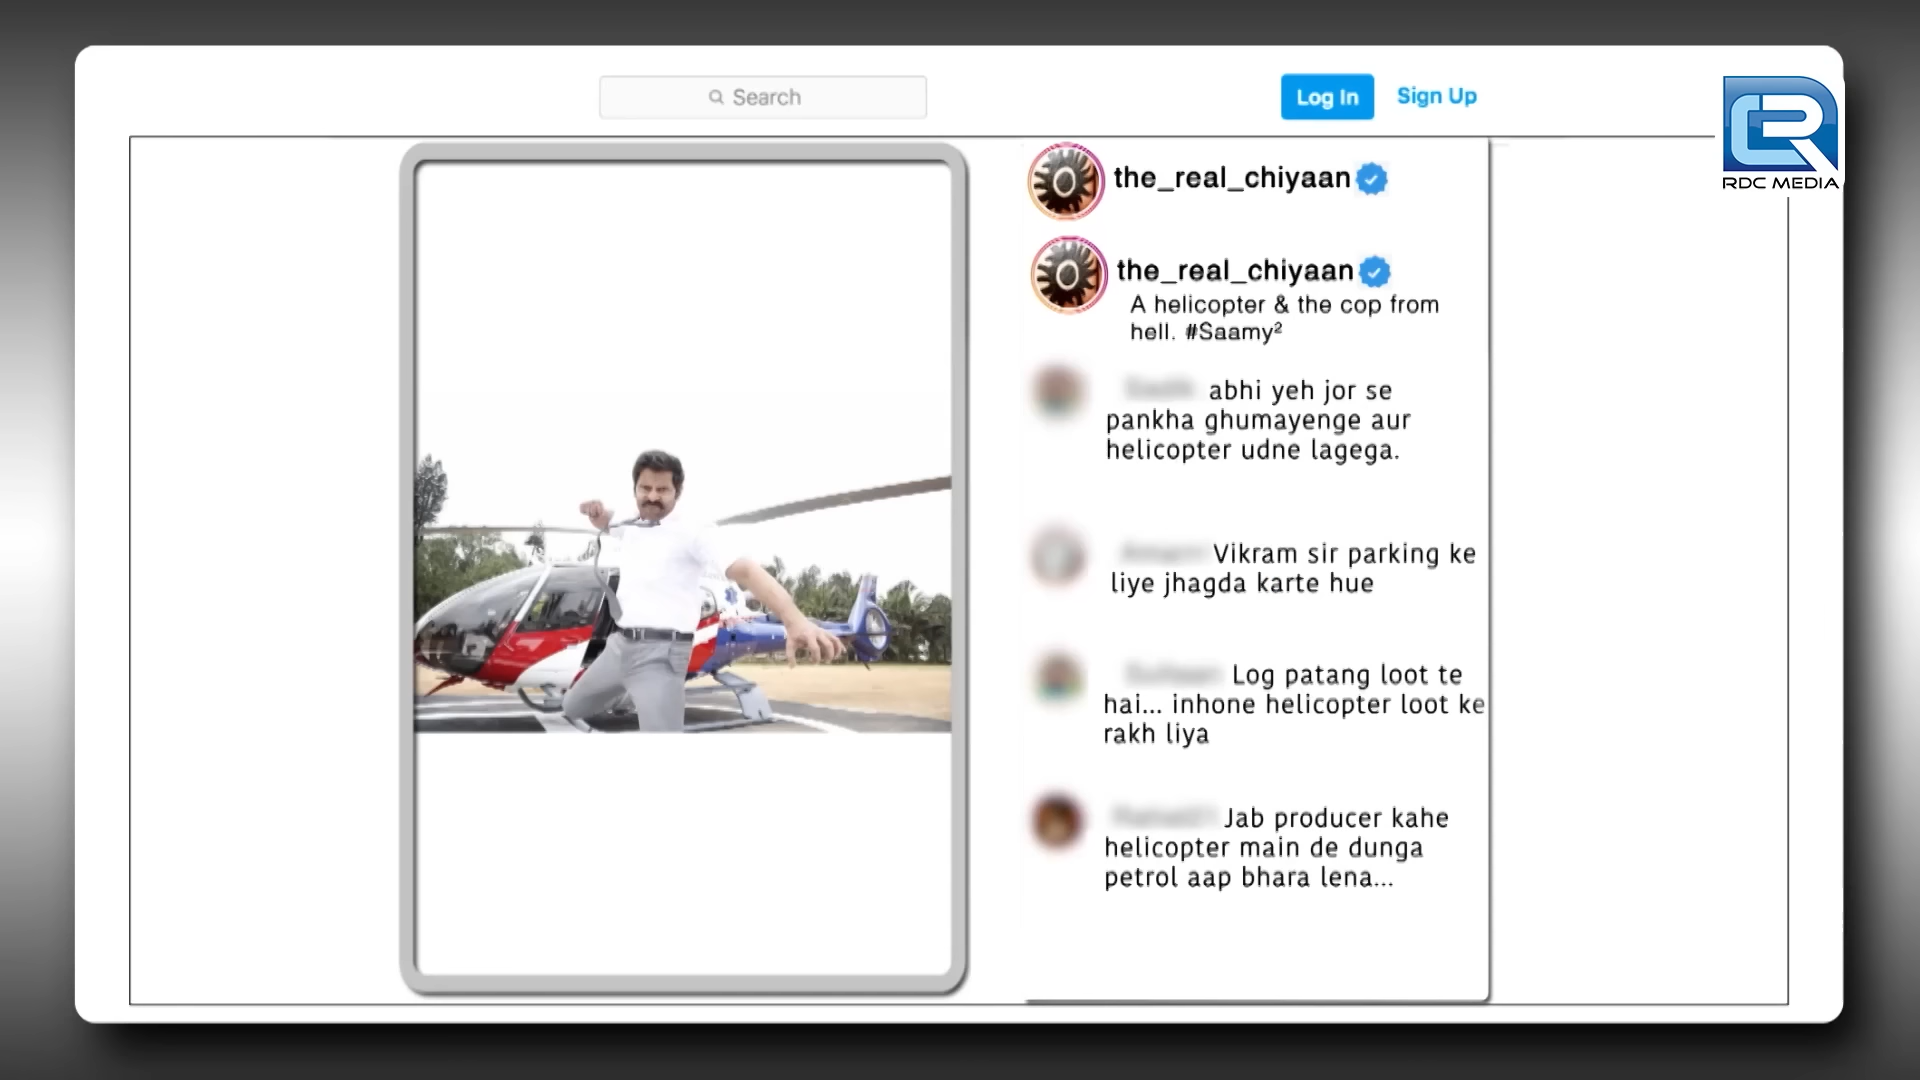 Search
Log In
Sign Up
RDC MEDIA
the_real_chiyaan
the_real_chiyaan
A helicopter & the cop from
hell. #Saamy²
abhi yeh jor se
pankha ghumayenge aur
helicopter udne lagega.
Vikram sir parking ke
liye jhagda karte hue
Log patang loot te
hai... inhone helicopter loot ke
rakh liya
Jab producer kahe
helicopter main de dunga
petrol aap bhara lena...